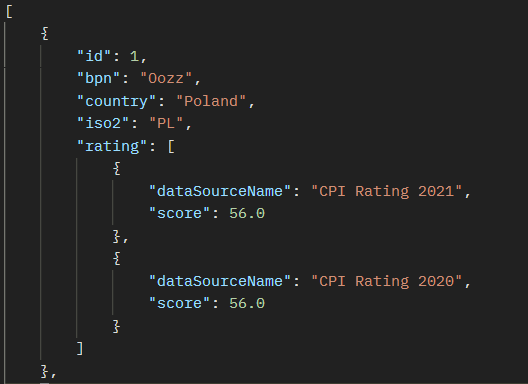 [
{
"id": 1,
"bpn": "Oozz",
"country": "Poland",
"iso2": "PL",
"rating": [
{
"dataSourceName": "CPI Rating 2021",
"score": 56.0
},
{
"dataSourceName": "CPI Rating 2020",
"score": 56.0
}
]
},